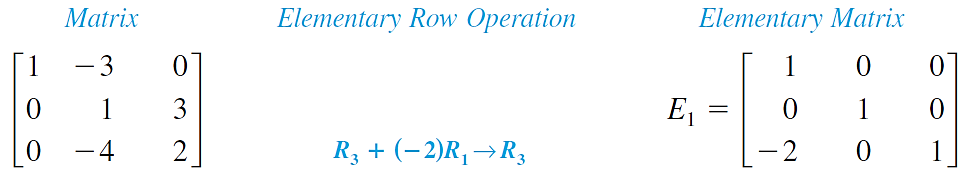 Matrix Elementary Row Operation Elementary Matrix
[1 −3 0] [1 0 0]
[0 1 3] E₁ = [0 1 0]
[0 −4 2] R₃ + (−2)R₁→R₃ [−2 0 1]